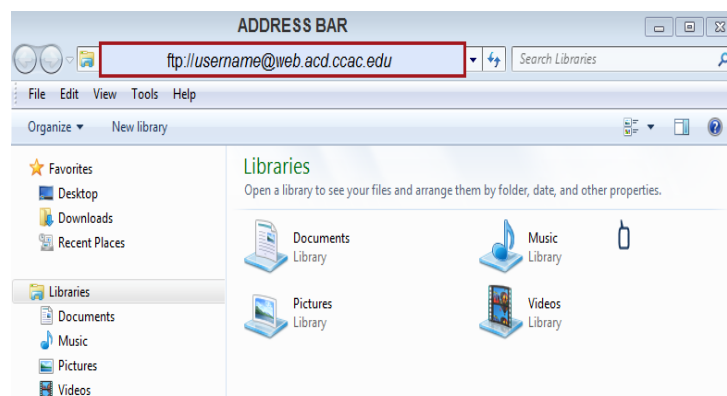 ADDRESS BAR
ftp://username@web.acd.ccac.edu
Search Libraries
File Edit View Tools Help
Organize New library
Favorites
Desktop
Downloads
Recent Places
Libraries
Documents
Music
Pictures
Videos
Libraries
Open a library to see your files and arrange them by folder, date, and other properties.
Documents
Library
Music
Library
Pictures
Library
Videos
Library